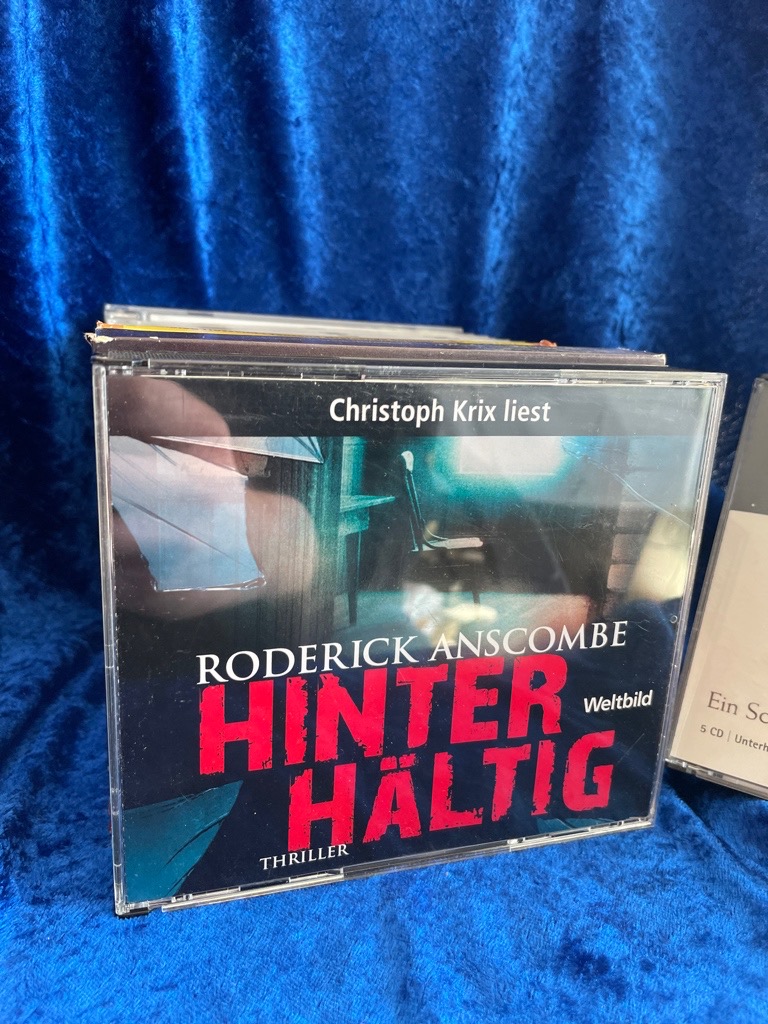 Christoph Krix liest
RODERICK ANSCOMBE
HINTER
Weltbild
HÄLTIG
THRILLER
Ein Sc
5 CD | Unterh